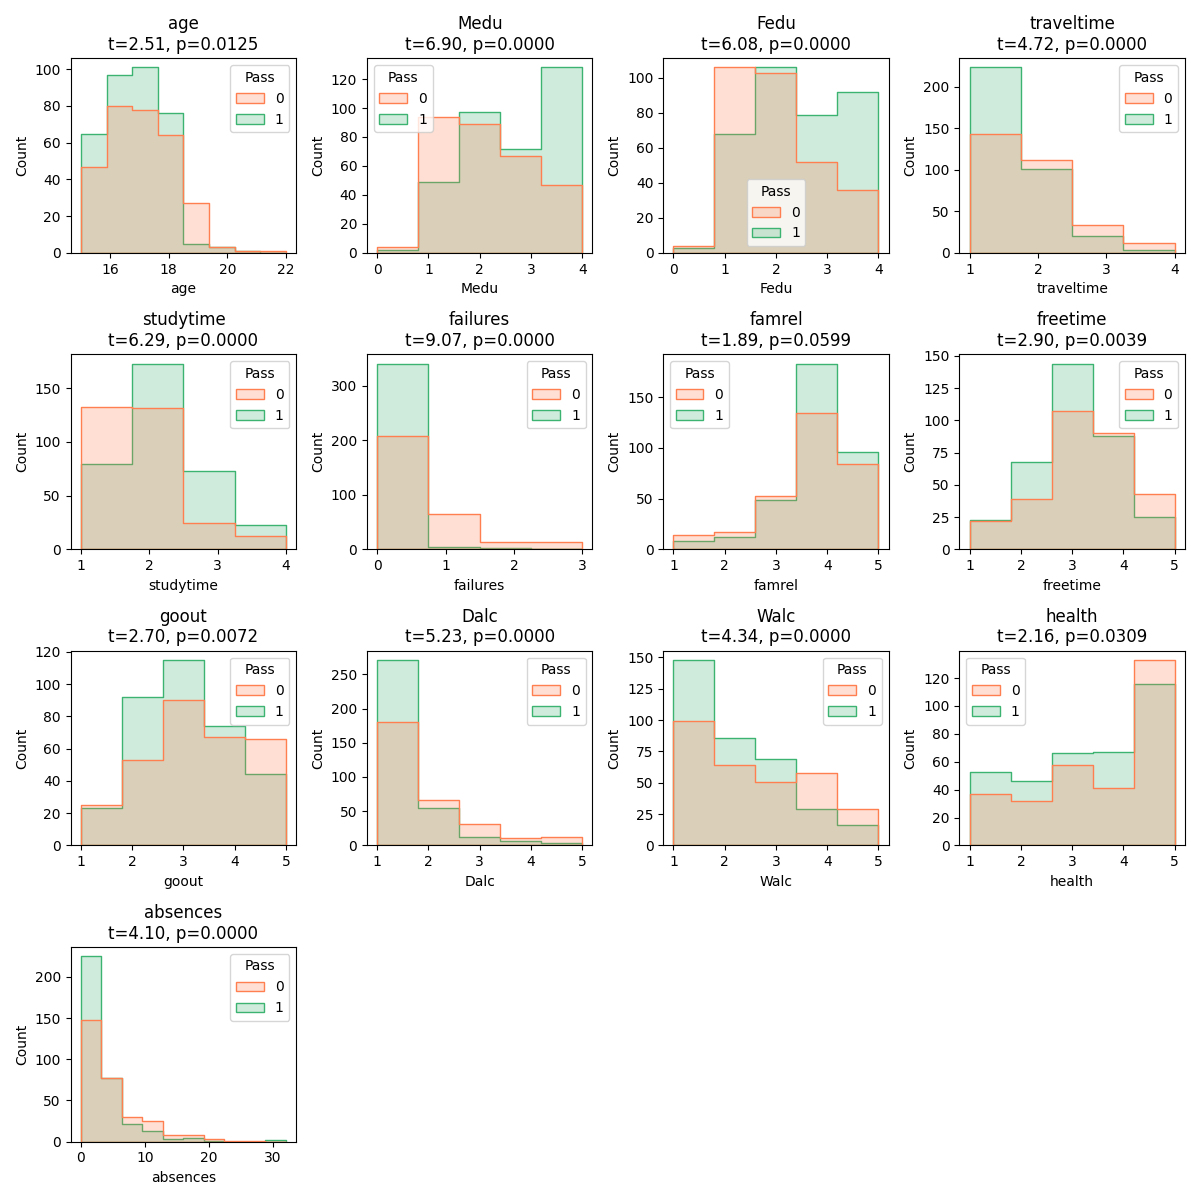 age
t=2.51, p=0.0125
Count
100
80
60
40
20
0
16
18
20
22
age
Pass
0
1
Medu
t=6.90, p=0.0000
Count
120
100
80
60
40
20
0
0
1
2
3
4
Medu
Pass
0
1
Fedu
t=6.08, p=0.0000
Count
100
80
60
40
20
0
0
1
2
3
4
Fedu
Pass
0
1
traveltime
t=4.72, p=0.0000
Count
200
150
100
50
0
1
2
3
4
traveltime
Pass
0
1
studytime
t=6.29, p=0.0000
Count
150
100
50
0
1
2
3
4
studytime
Pass
0
1
failures
t=9.07, p=0.0000
Count
300
200
100
0
0
1
2
3
failures
Pass
0
1
famrel
t=1.89, p=0.0599
Count
150
100
50
0
1
2
3
4
5
famrel
Pass
0
1
freetime
t=2.90, p=0.0039
Count
150
125
100
75
50
25
0
1
2
3
4
5
freetime
Pass
0
1
goout
t=2.70, p=0.0072
Count
120
100
80
60
40
20
0
1
2
3
4
5
goout
Pass
0
1
Dalc
t=5.23, p=0.0000
Count
250
200
150
100
50
0
1
2
3
4
5
Dalc
Pass
0
1
Walc
t=4.34, p=0.0000
Count
150
125
100
75
50
25
0
1
2
3
4
5
Walc
Pass
0
1
health
t=2.16, p=0.0309
Count
120
100
80
60
40
20
0
1
2
3
4
5
health
Pass
0
1
absences
t=4.10, p=0.0000
Count
200
150
100
50
0
0
10
20
30
absences
Pass
0
1